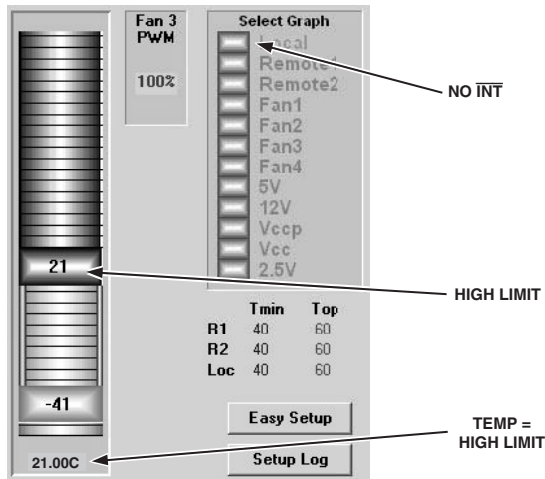 Fan 3
PWM
100%
Select Graph
Local
Remote1
Remote2
Fan1
Fan2
Fan3
Fan4
5V
12V
Vccp
Vcc
2.5V
NO I̅N̅T̅
21
HIGH LIMIT
Tmin Top
R1 40 60
R2 40 60
Loc 40 60
-41
Easy Setup
TEMP =
HIGH LIMIT
21.00C
Setup Log